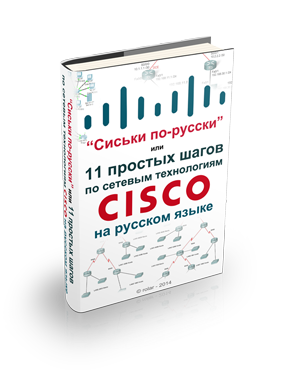 “Сиськи по-русски”
или
11 простых шагов
по сетевым технологиям
CISCO
на русском языке
© rolar - 2014
“Сиськи по-русски” или 11 простых шагов
по сетевым технологиям CISCO на русском языке